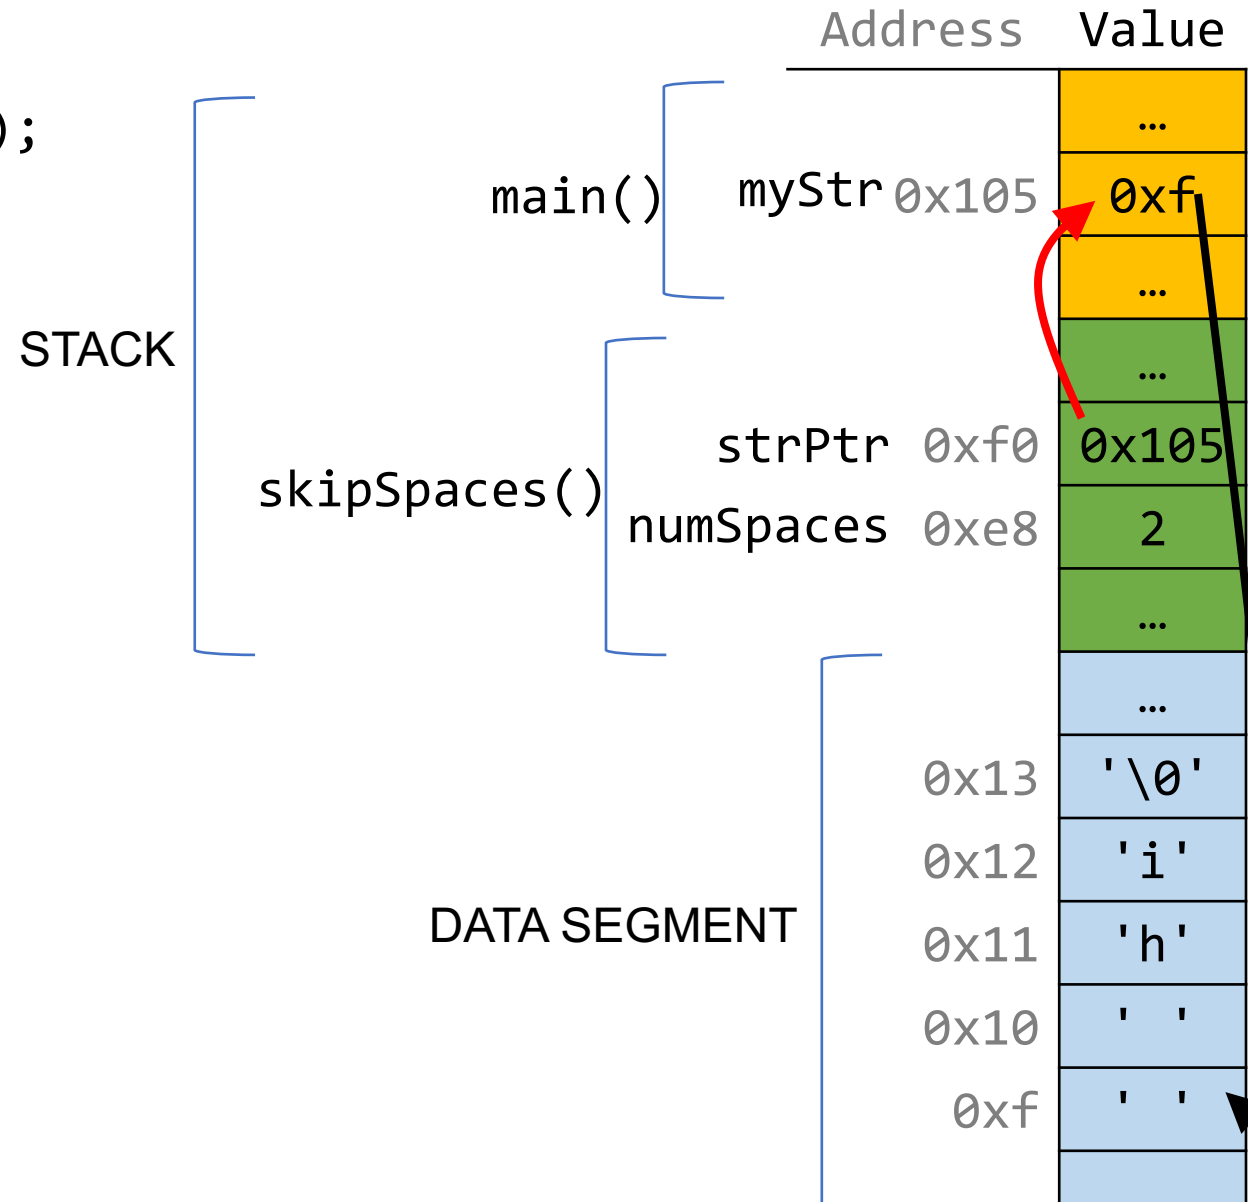 Address Value
…
);
main() myStr 0x105 0xf
…
STACK
…
strPtr 0xf0 0x105
skipSpaces()
numSpaces 0xe8 2
…
…
0x13 '\0'
0x12 'i'
DATA SEGMENT
0x11 'h'
0x10 ' '
0xf ' '